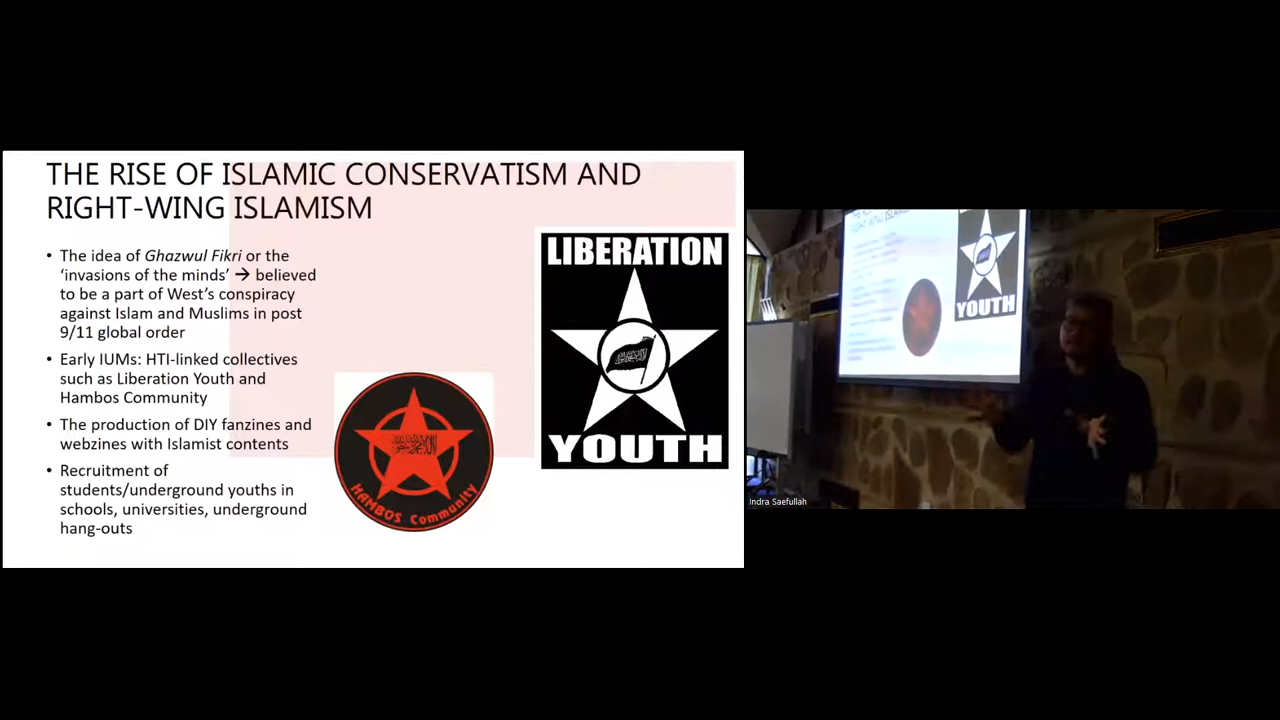 THE RISE OF ISLAMIC CONSERVATISM AND
RIGHT-WING ISLAMISM
• The idea of Ghazwul Fikri or the
‘invasions of the minds’ → believed
to be a part of West’s conspiracy
against Islam and Muslims in post
9/11 global order
• Early IUMs: HTI-linked collectives
such as Liberation Youth and
Hambos Community
• The production of DIY fanzines and
webzines with Islamist contents
• Recruitment of
students/underground youths in
schools, universities, underground
hang-outs
HAMBOS Community
LIBERATION
YOUTH
YOUTH
Indra Saefullah